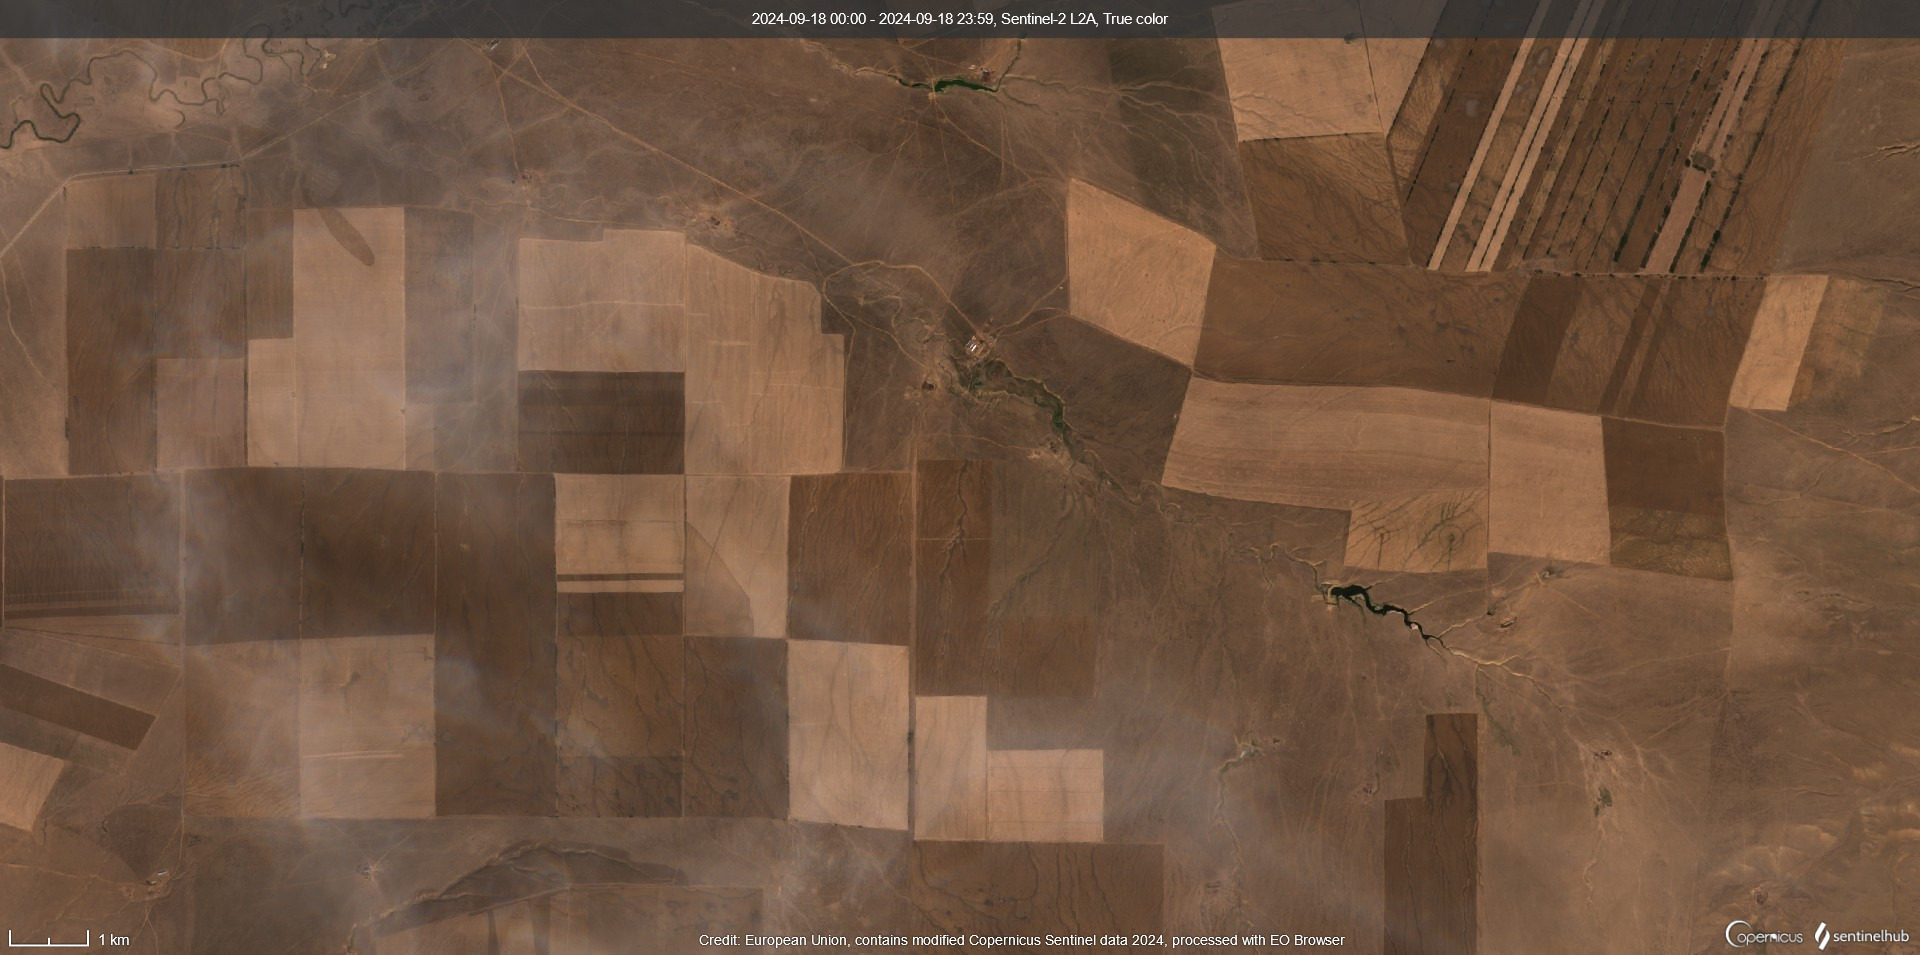 2024-09-18 00:00 - 2024-09-18 23:59, Sentinel-2 L2A, True color
1 km
Credit: European Union, contains modified Copernicus Sentinel data 2024, processed with EO Browser
Copernicus
sentinelhub